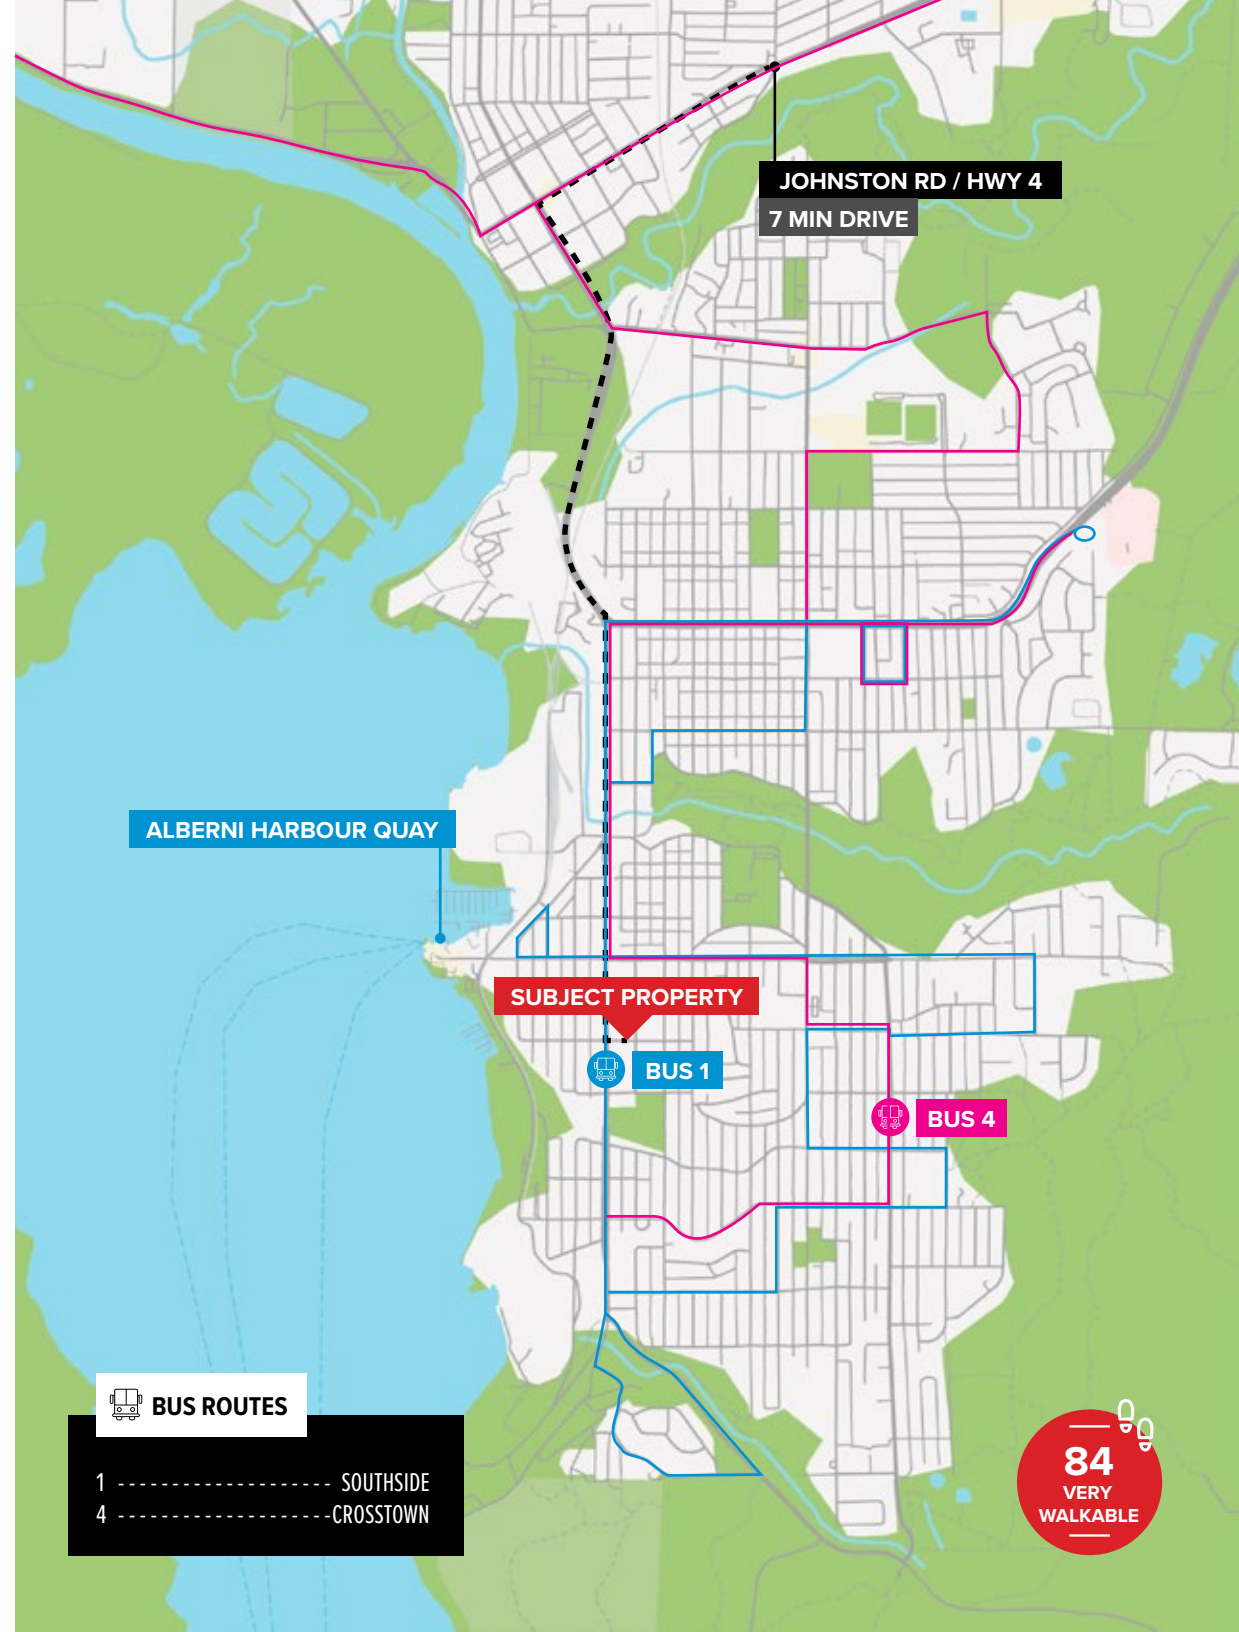 JOHNSTON RD / HWY 4
7 MIN DRIVE
ALBERNI HARBOUR QUAY
SUBJECT PROPERTY
BUS 1
BUS 4
BUS ROUTES
1 - - - - - - - - - - - - - - - - - - - SOUTHSIDE
4 - - - - - - - - - - - - - - - - - - - CROSSTOWN
84
VERY
WALKABLE